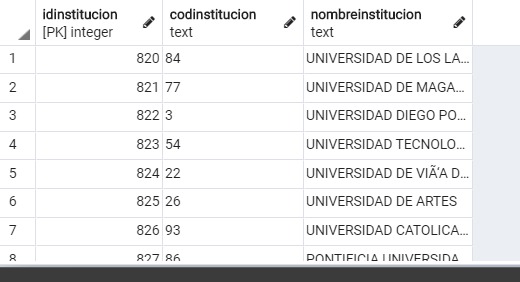 idinstitucion codinstitucion nombreinstitucion
[PK] integer text text
1 820 84 UNIVERSIDAD DE LOS LA...
2 821 77 UNIVERSIDAD DE MAGA...
3 822 3 UNIVERSIDAD DIEGO PO...
4 823 54 UNIVERSIDAD TECNOLO...
5 824 22 UNIVERSIDAD DE VIÃ‘A D...
6 825 26 UNIVERSIDAD DE ARTES
7 826 93 UNIVERSIDAD CATOLICA...
8 827 86 PONTIFICIA UNIVERSIDA...